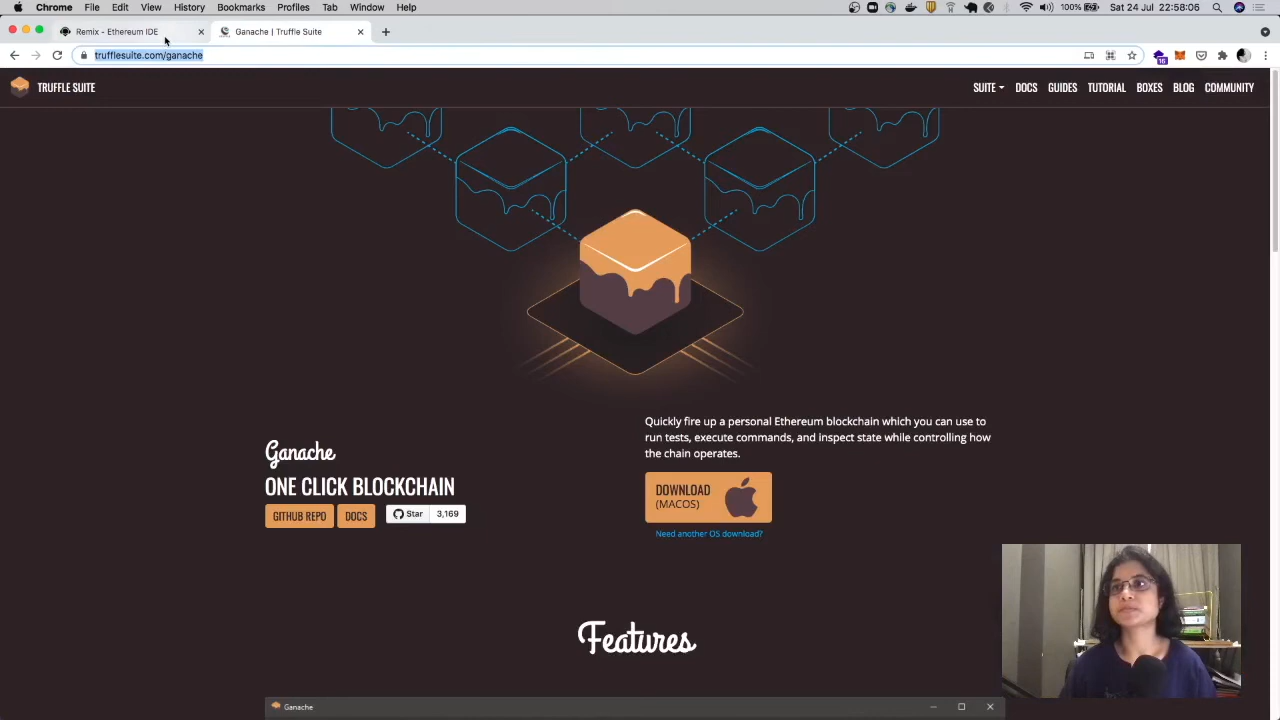 Chrome File Edit View History Bookmarks Profiles Tab Window Help 100% Sat 24 Jul 22:58:06
Remix - Ethereum IDE Ganache | Truffle Suite
trufflesuite.com/ganache 16
TRUFFLE SUITE SUITE DOCS GUIDES TUTORIAL BOXES BLOG COMMUNITY
Quickly fire up a personal Ethereum blockchain which you can use to
run tests, execute commands, and inspect state while controlling how
the chain operates.
Ganache
ONE CLICK BLOCKCHAIN
GITHUB REPO DOCS Star 3,169
DOWNLOAD
(MACOS)
Need another OS download?
Features
Ganache